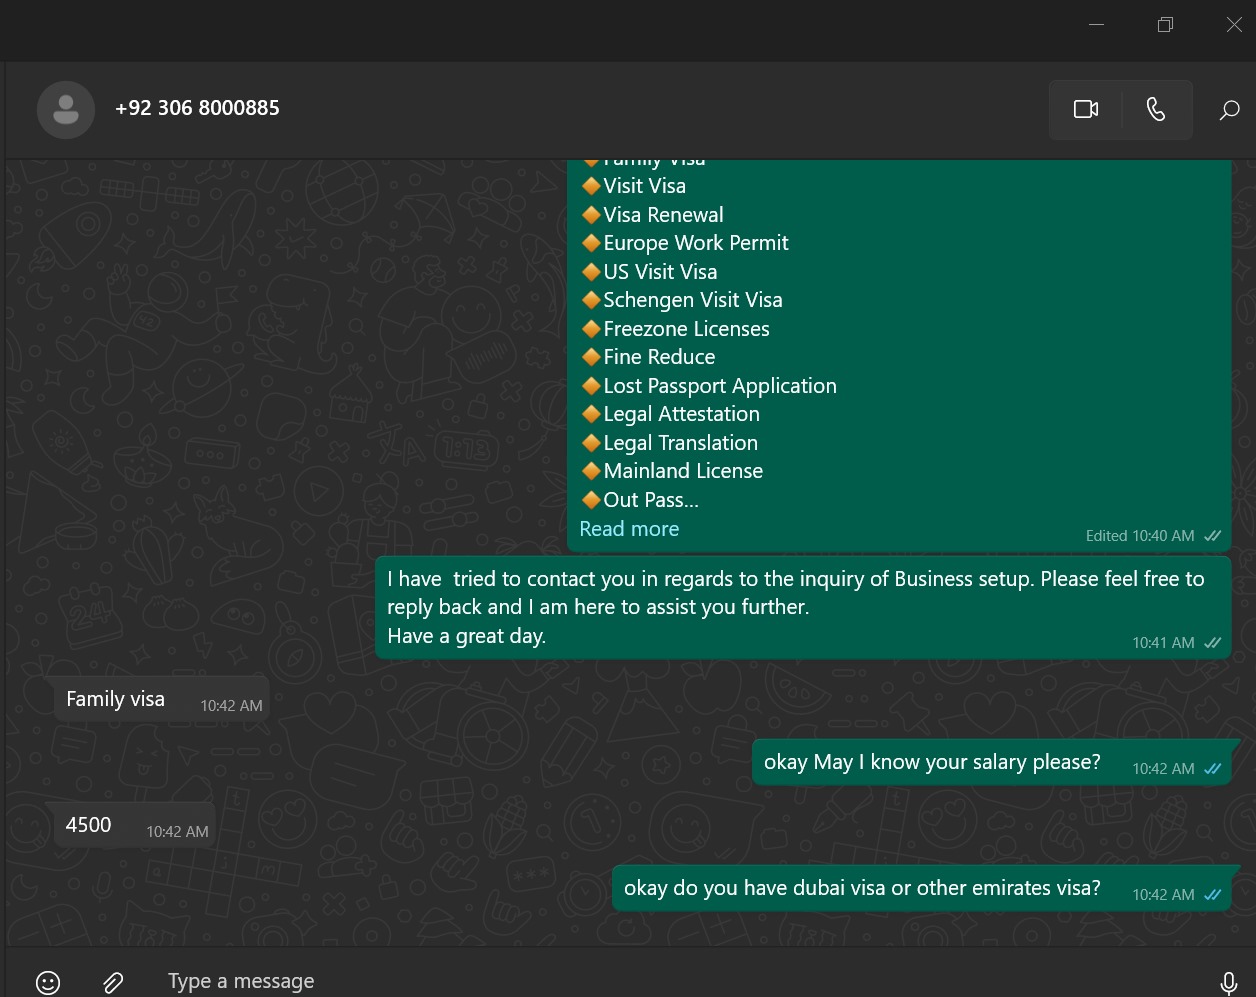 +92 306 8000885
Family Visa
🔶Visit Visa
🔶Visa Renewal
🔶Europe Work Permit
🔶US Visit Visa
🔶Schengen Visit Visa
🔶Freezone Licenses
🔶Fine Reduce
🔶Lost Passport Application
🔶Legal Attestation
🔶Legal Translation
🔶Mainland License
🔶Out Pass...
Read more
Edited 10:40 AM
I have  tried to contact you in regards to the inquiry of Business setup. Please feel free to
reply back and I am here to assist you further.
Have a great day.
10:41 AM
Family visa 10:42 AM
okay May I know your salary please? 10:42 AM
4500 10:42 AM
okay do you have dubai visa or other emirates visa? 10:42 AM
Type a message